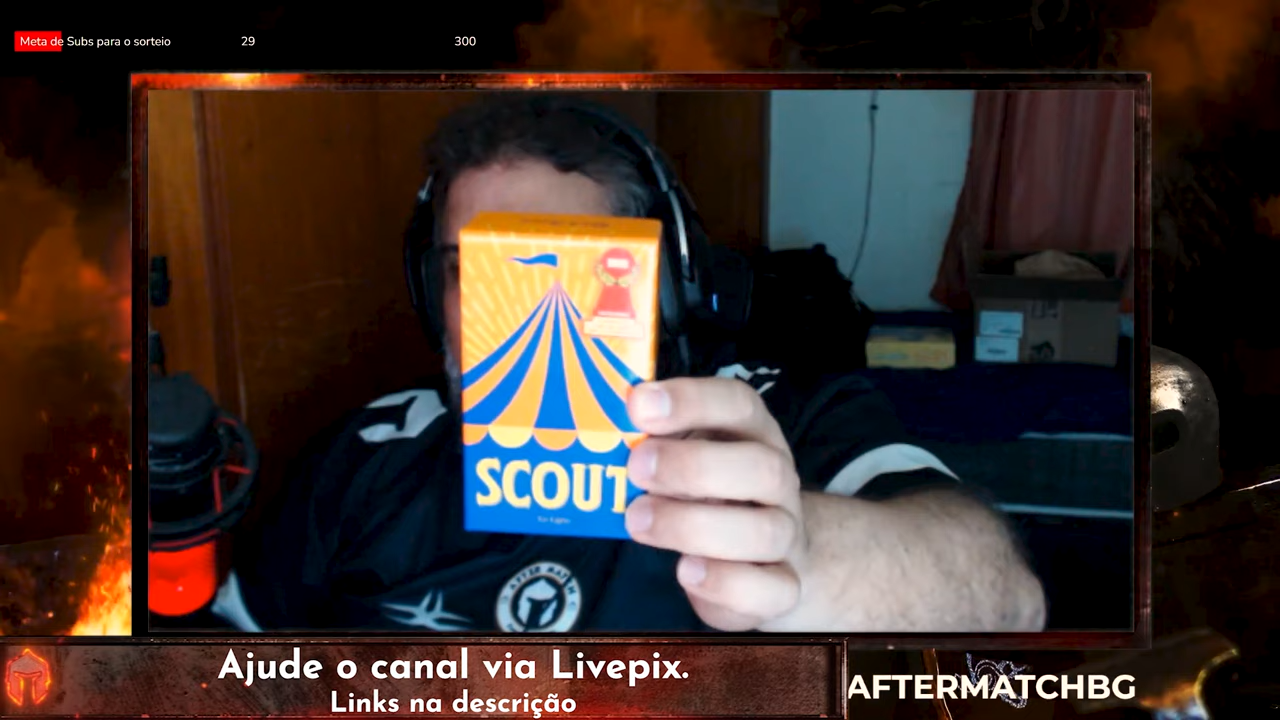 Meta de Subs para o sorteio 29 300
SCOUT
Ajude o canal via Livepix.
Links na descrição
AFTERMATCHBG